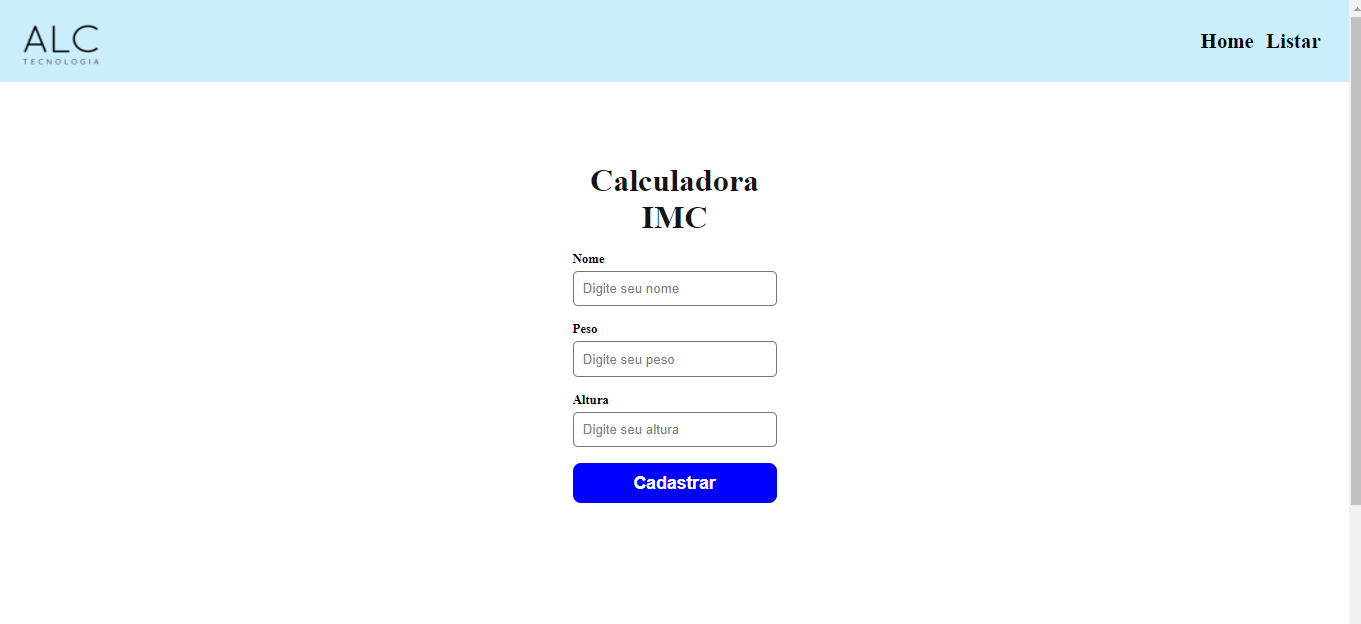 ALC
TECNOLOGIA
Home Listar
Calculadora
IMC
Nome
Digite seu nome
Peso
Digite seu peso
Altura
Digite seu altura
Cadastrar